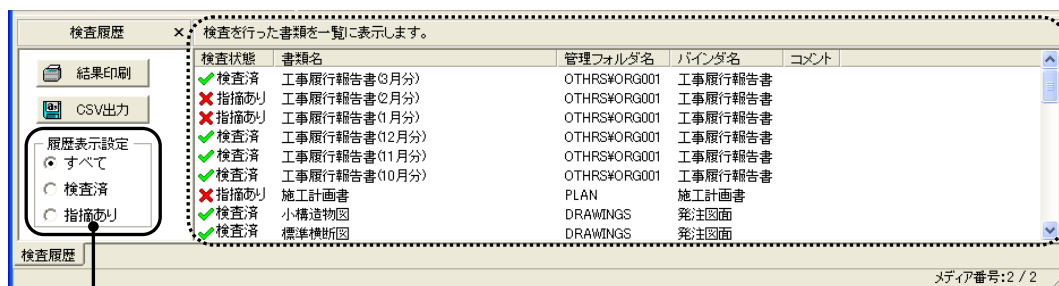 検査履歴 × 検査を行った書類を一覧に表示します。
結果印刷
CSV出力
履歴表示設定
すべて
検査済
指摘あり
検査状態 書類名 管理フォルダ名 バインダ名 コメント
検査済 工事履行報告書(3月分) OTHRS¥ORG001 工事履行報告書
指摘あり 工事履行報告書(2月分) OTHRS¥ORG001 工事履行報告書
指摘あり 工事履行報告書(1月分) OTHRS¥ORG001 工事履行報告書
検査済 工事履行報告書(12月分) OTHRS¥ORG001 工事履行報告書
検査済 工事履行報告書(11月分) OTHRS¥ORG001 工事履行報告書
検査済 工事履行報告書(10月分) OTHRS¥ORG001 工事履行報告書
指摘あり 施工計画書 PLAN 施工計画書
検査済 小構造物図 DRAWINGS 発注図面
検査済 標準横断図 DRAWINGS 発注図面
検査履歴
メディア番号:2 / 2